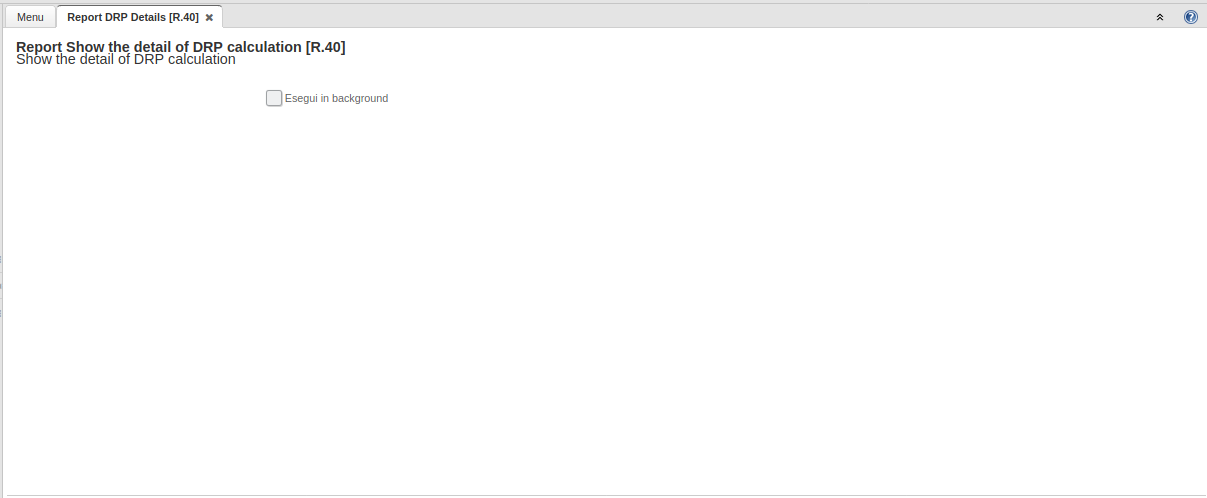 Menu
Report DRP Details [R.40]
Report Show the detail of DRP calculation [R.40]
Show the detail of DRP calculation
Esegui in background